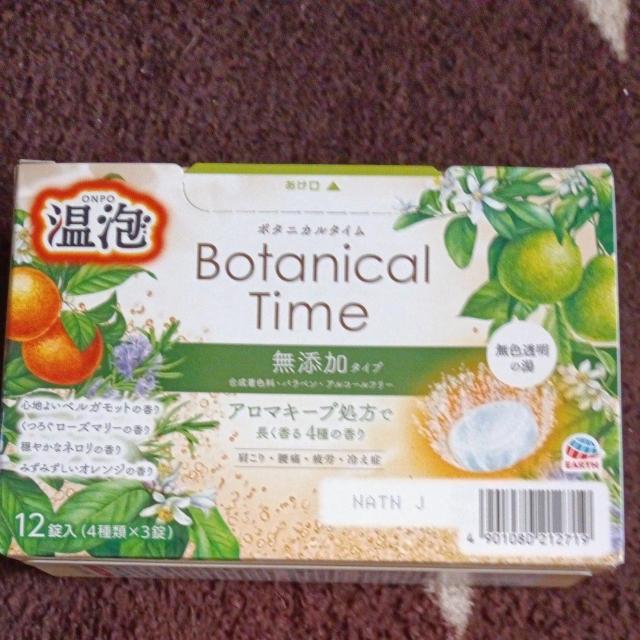 おけ口
ONPO
温泡
ボタニカルタイム
Botanical
Time
無添加タイプ
合成着色料・パラベン・アルコールフリー
無色透明
の湯
心地よいベルガモットの香り
くつろぐローズマリーの香り
穏やかなネロリの香り
みずみずしいオレンジの香り
アロマキープ処方で
長く香る4種の香り
肩こり・腰痛・疲労・冷え症
EARTH
12錠入(4種類×3錠)
NATN J
4 901080 212719